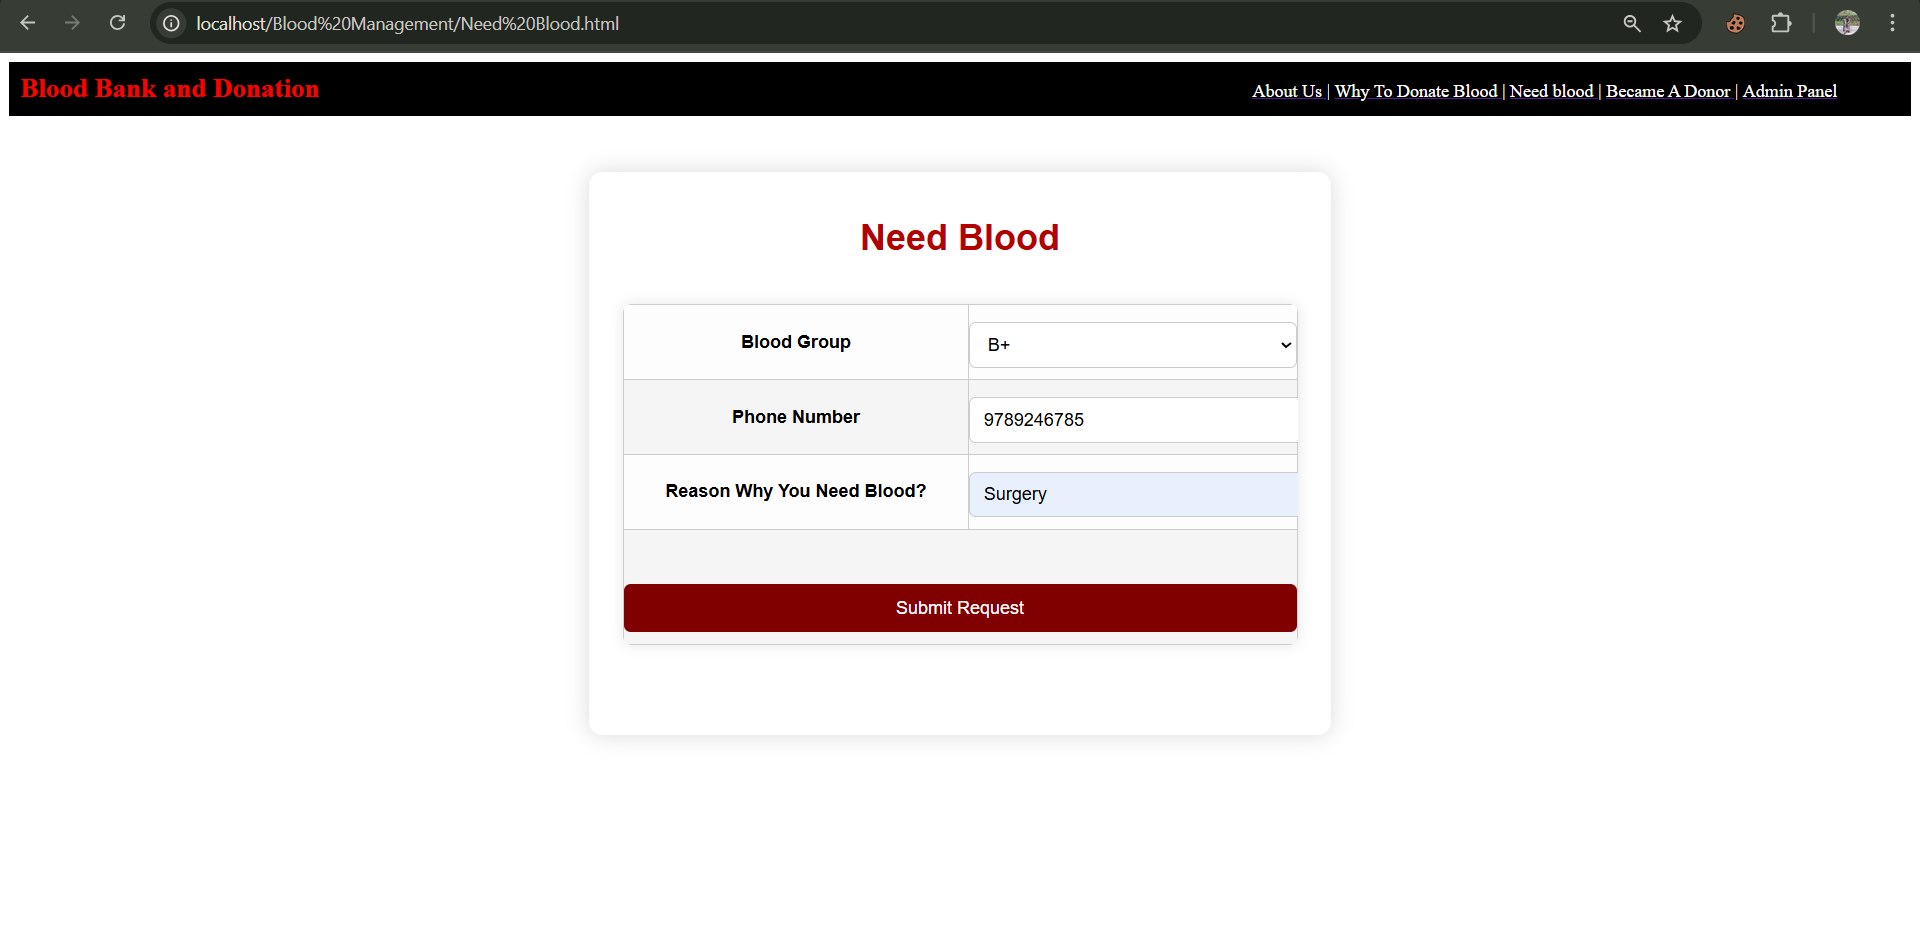 localhost/Blood%20Management/Need%20Blood.html
Blood Bank and Donation
About Us | Why To Donate Blood | Need blood | Became A Donor | Admin Panel
Need Blood
Blood Group B+
Phone Number 9789246785
Reason Why You Need Blood? Surgery
Submit Request